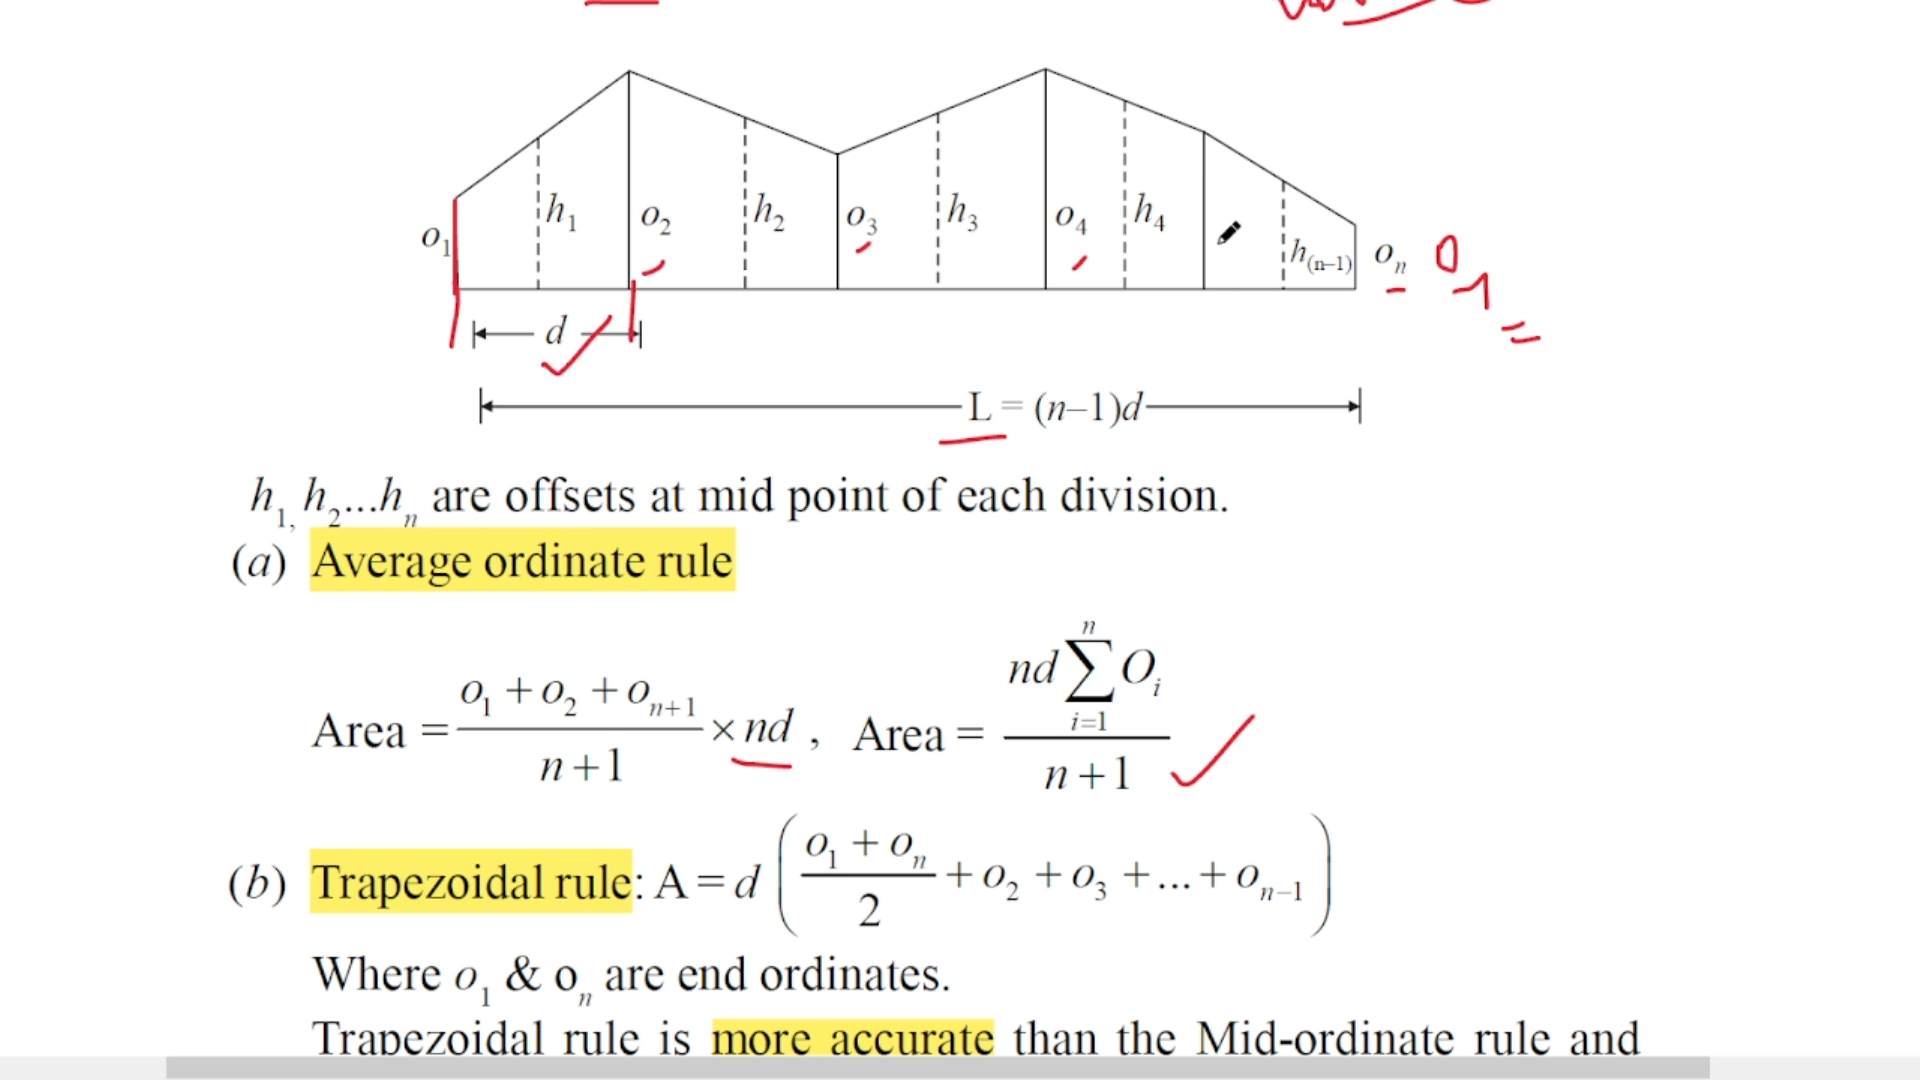 o₁ h₁ o₂ h₂ o₃ h₃ o₄ h₄ h₍ₙ₋₁₎ oₙ
d
L = (n–1)d
h₁, h₂...hₙ are offsets at mid point of each division.
(a) Average ordinate rule
Area = (o₁ + o₂ + oₙ₊₁)/(n+1) × nd , Area = (nd ∑ⁿᵢ₌₁ Oᵢ)/(n+1)
(b) Trapezoidal rule: A = d ((o₁ + oₙ)/2 + o₂ + o₃ + ... + oₙ₋₁)
Where o₁ & oₙ are end ordinates.
Trapezoidal rule is more accurate than the Mid-ordinate rule and